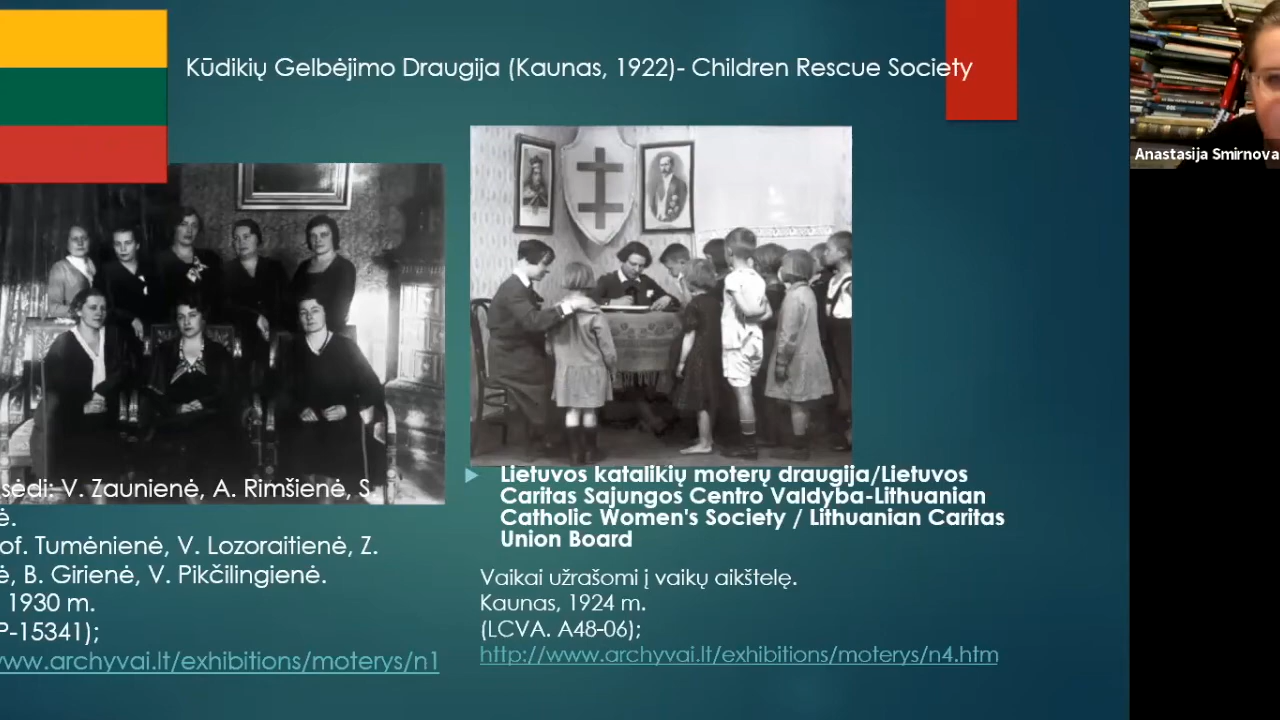 Kūdikių Gelbėjimo Draugija (Kaunas, 1922)- Children Rescue Society
Anastasija Smirnova
sėdi: V. Zaunienė, A. Rimšienė, S.
ė.
of. Tumėnienė, V. Lozoraitienė, Z.
ė, B. Girienė, V. Pikčilingienė.
1930 m.
P-15341);
www.archyvai.lt/exhibitions/moterys/n1
Lietuvos katalikių moterų draugija/Lietuvos
Caritas Sąjungos Centro Valdyba-Lithuanian
Catholic Women's Society / Lithuanian Caritas
Union Board
Vaikai užrašomi į vaikų aikštelę.
Kaunas, 1924 m.
(LCVA. A48-06);
http://www.archyvai.lt/exhibitions/moterys/n4.htm